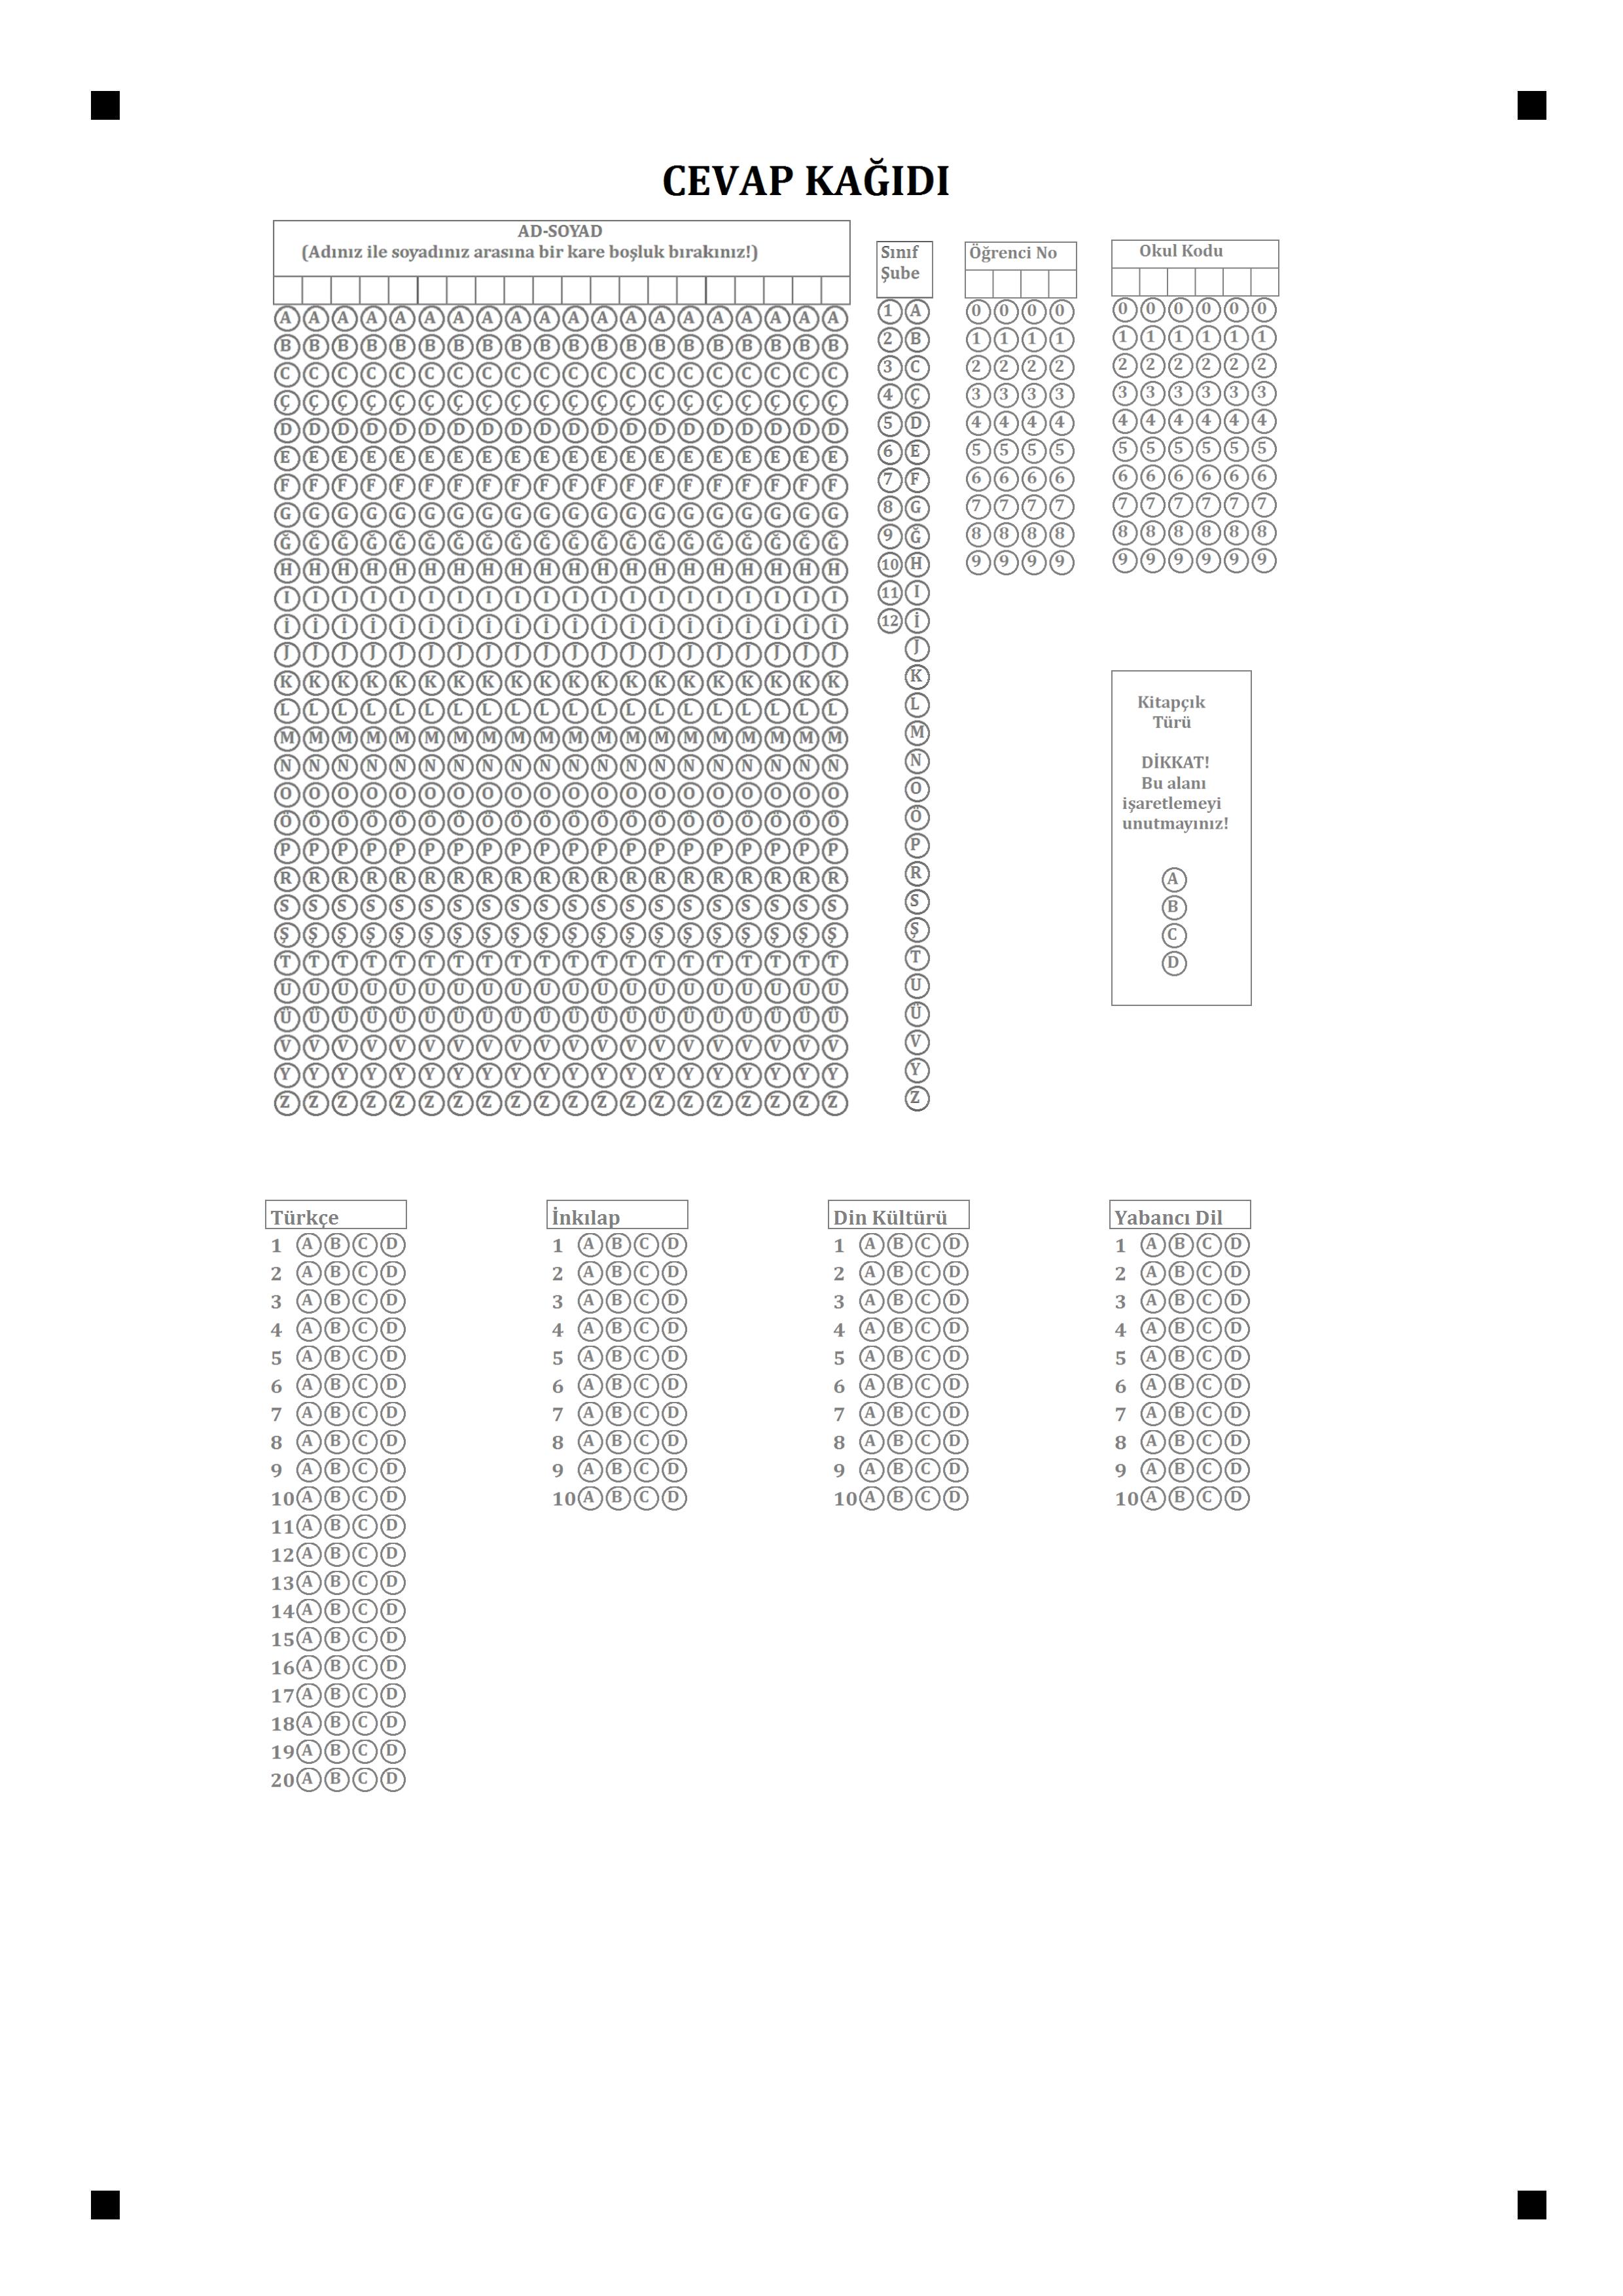 CEVAP KAĞIDI
AD-SOYAD
(Adınız ile soyadınız arasına bir kare boşluk bırakınız!)
A A A A A A A A A A A A A A A A A A A A
B B B B B B B B B B B B B B B B B B B B
C C C C C C C C C C C C C C C C C C C C
Ç Ç Ç Ç Ç Ç Ç Ç Ç Ç Ç Ç Ç Ç Ç Ç Ç Ç Ç Ç
D D D D D D D D D D D D D D D D D D D D
E E E E E E E E E E E E E E E E E E E E
F F F F F F F F F F F F F F F F F F F F
G G G G G G G G G G G G G G G G G G G G
Ğ Ğ Ğ Ğ Ğ Ğ Ğ Ğ Ğ Ğ Ğ Ğ Ğ Ğ Ğ Ğ Ğ Ğ Ğ Ğ
H H H H H H H H H H H H H H H H H H H H
I I I I I I I I I I I I I I I I I I I I
İ İ İ İ İ İ İ İ İ İ İ İ İ İ İ İ İ İ İ İ
J J J J J J J J J J J J J J J J J J J J
K K K K K K K K K K K K K K K K K K K K
L L L L L L L L L L L L L L L L L L L L
M M M M M M M M M M M M M M M M M M M M
N N N N N N N N N N N N N N N N N N N N
O O O O O O O O O O O O O O O O O O O O
Ö Ö Ö Ö Ö Ö Ö Ö Ö Ö Ö Ö Ö Ö Ö Ö Ö Ö Ö Ö
P P P P P P P P P P P P P P P P P P P P
R R R R R R R R R R R R R R R R R R R R
S S S S S S S S S S S S S S S S S S S S
Ş Ş Ş Ş Ş Ş Ş Ş Ş Ş Ş Ş Ş Ş Ş Ş Ş Ş Ş Ş
T T T T T T T T T T T T T T T T T T T T
U U U U U U U U U U U U U U U U U U U U
Ü Ü Ü Ü Ü Ü Ü Ü Ü Ü Ü Ü Ü Ü Ü Ü Ü Ü Ü Ü
V V V V V V V V V V V V V V V V V V V V
Y Y Y Y Y Y Y Y Y Y Y Y Y Y Y Y Y Y Y Y
Z Z Z Z Z Z Z Z Z Z Z Z Z Z Z Z Z Z Z Z
Sınıf
Şube
1 A
2 B
3 C
4 Ç
5 D
6 E
7 F
8 G
9 Ğ
10 H
11 I
12 İ
J
K
L
M
N
O
Ö
P
R
S
Ş
T
U
Ü
V
Y
Z
Öğrenci No
0 0 0 0
1 1 1 1
2 2 2 2
3 3 3 3
4 4 4 4
5 5 5 5
6 6 6 6
7 7 7 7
8 8 8 8
9 9 9 9
Okul Kodu
0 0 0 0 0 0
1 1 1 1 1 1
2 2 2 2 2 2
3 3 3 3 3 3
4 4 4 4 4 4
5 5 5 5 5 5
6 6 6 6 6 6
7 7 7 7 7 7
8 8 8 8 8 8
9 9 9 9 9 9
Kitapçık
Türü
DİKKAT!
Bu alanı
işaretlemeyi
unutmayınız!
A
B
C
D
Türkçe
1 A B C D
2 A B C D
3 A B C D
4 A B C D
5 A B C D
6 A B C D
7 A B C D
8 A B C D
9 A B C D
10 A B C D
11 A B C D
12 A B C D
13 A B C D
14 A B C D
15 A B C D
16 A B C D
17 A B C D
18 A B C D
19 A B C D
20 A B C D
İnkılap
1 A B C D
2 A B C D
3 A B C D
4 A B C D
5 A B C D
6 A B C D
7 A B C D
8 A B C D
9 A B C D
10 A B C D
Din Kültürü
1 A B C D
2 A B C D
3 A B C D
4 A B C D
5 A B C D
6 A B C D
7 A B C D
8 A B C D
9 A B C D
10 A B C D
Yabancı Dil
1 A B C D
2 A B C D
3 A B C D
4 A B C D
5 A B C D
6 A B C D
7 A B C D
8 A B C D
9 A B C D
10 A B C D